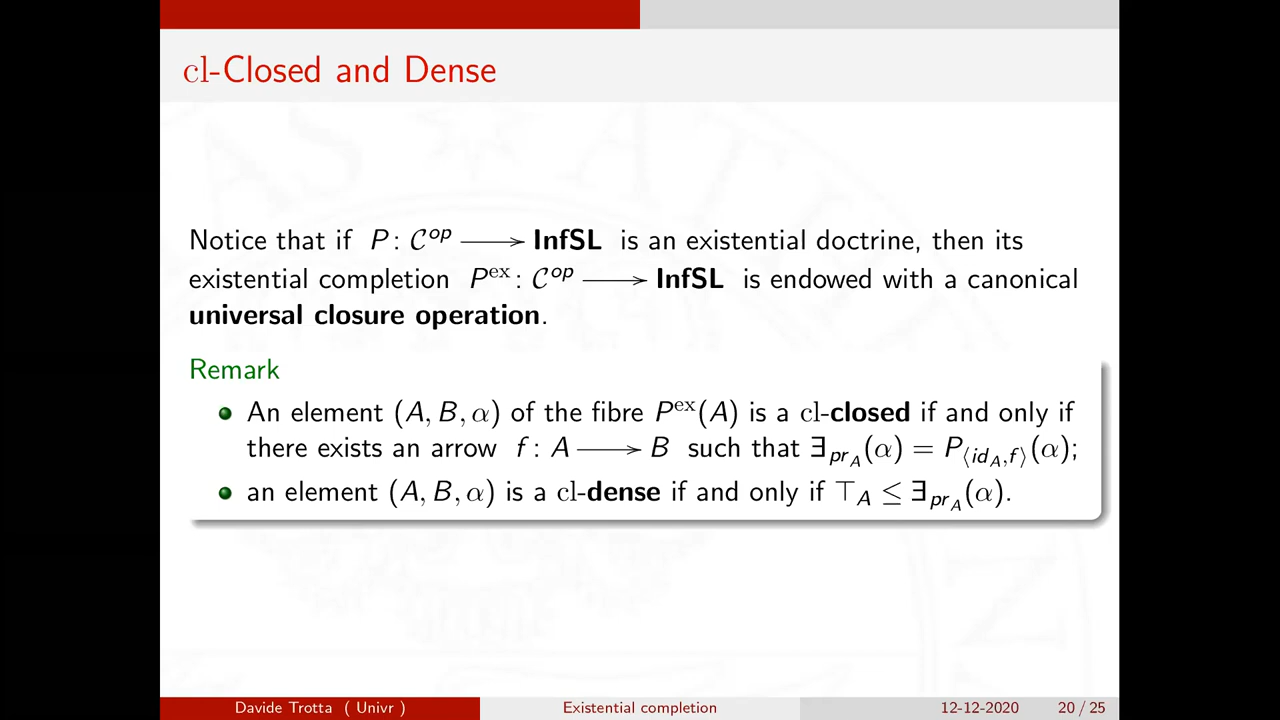 cl-Closed and Dense
Notice that if P : 𝒞^op ⟶ InfSL is an existential doctrine, then its
existential completion P^ex : 𝒞^op ⟶ InfSL is endowed with a canonical
universal closure operation.
Remark
An element (A, B, α) of the fibre P^ex(A) is a cl-closed if and only if
there exists an arrow f : A ⟶ B such that ∃_{pr_A}(α) = P_{⟨id_A,f⟩}(α);
an element (A, B, α) is a cl-dense if and only if ⊤_A ≤ ∃_{pr_A}(α).
Davide Trotta ( Univr ) Existential completion 12-12-2020 20 / 25